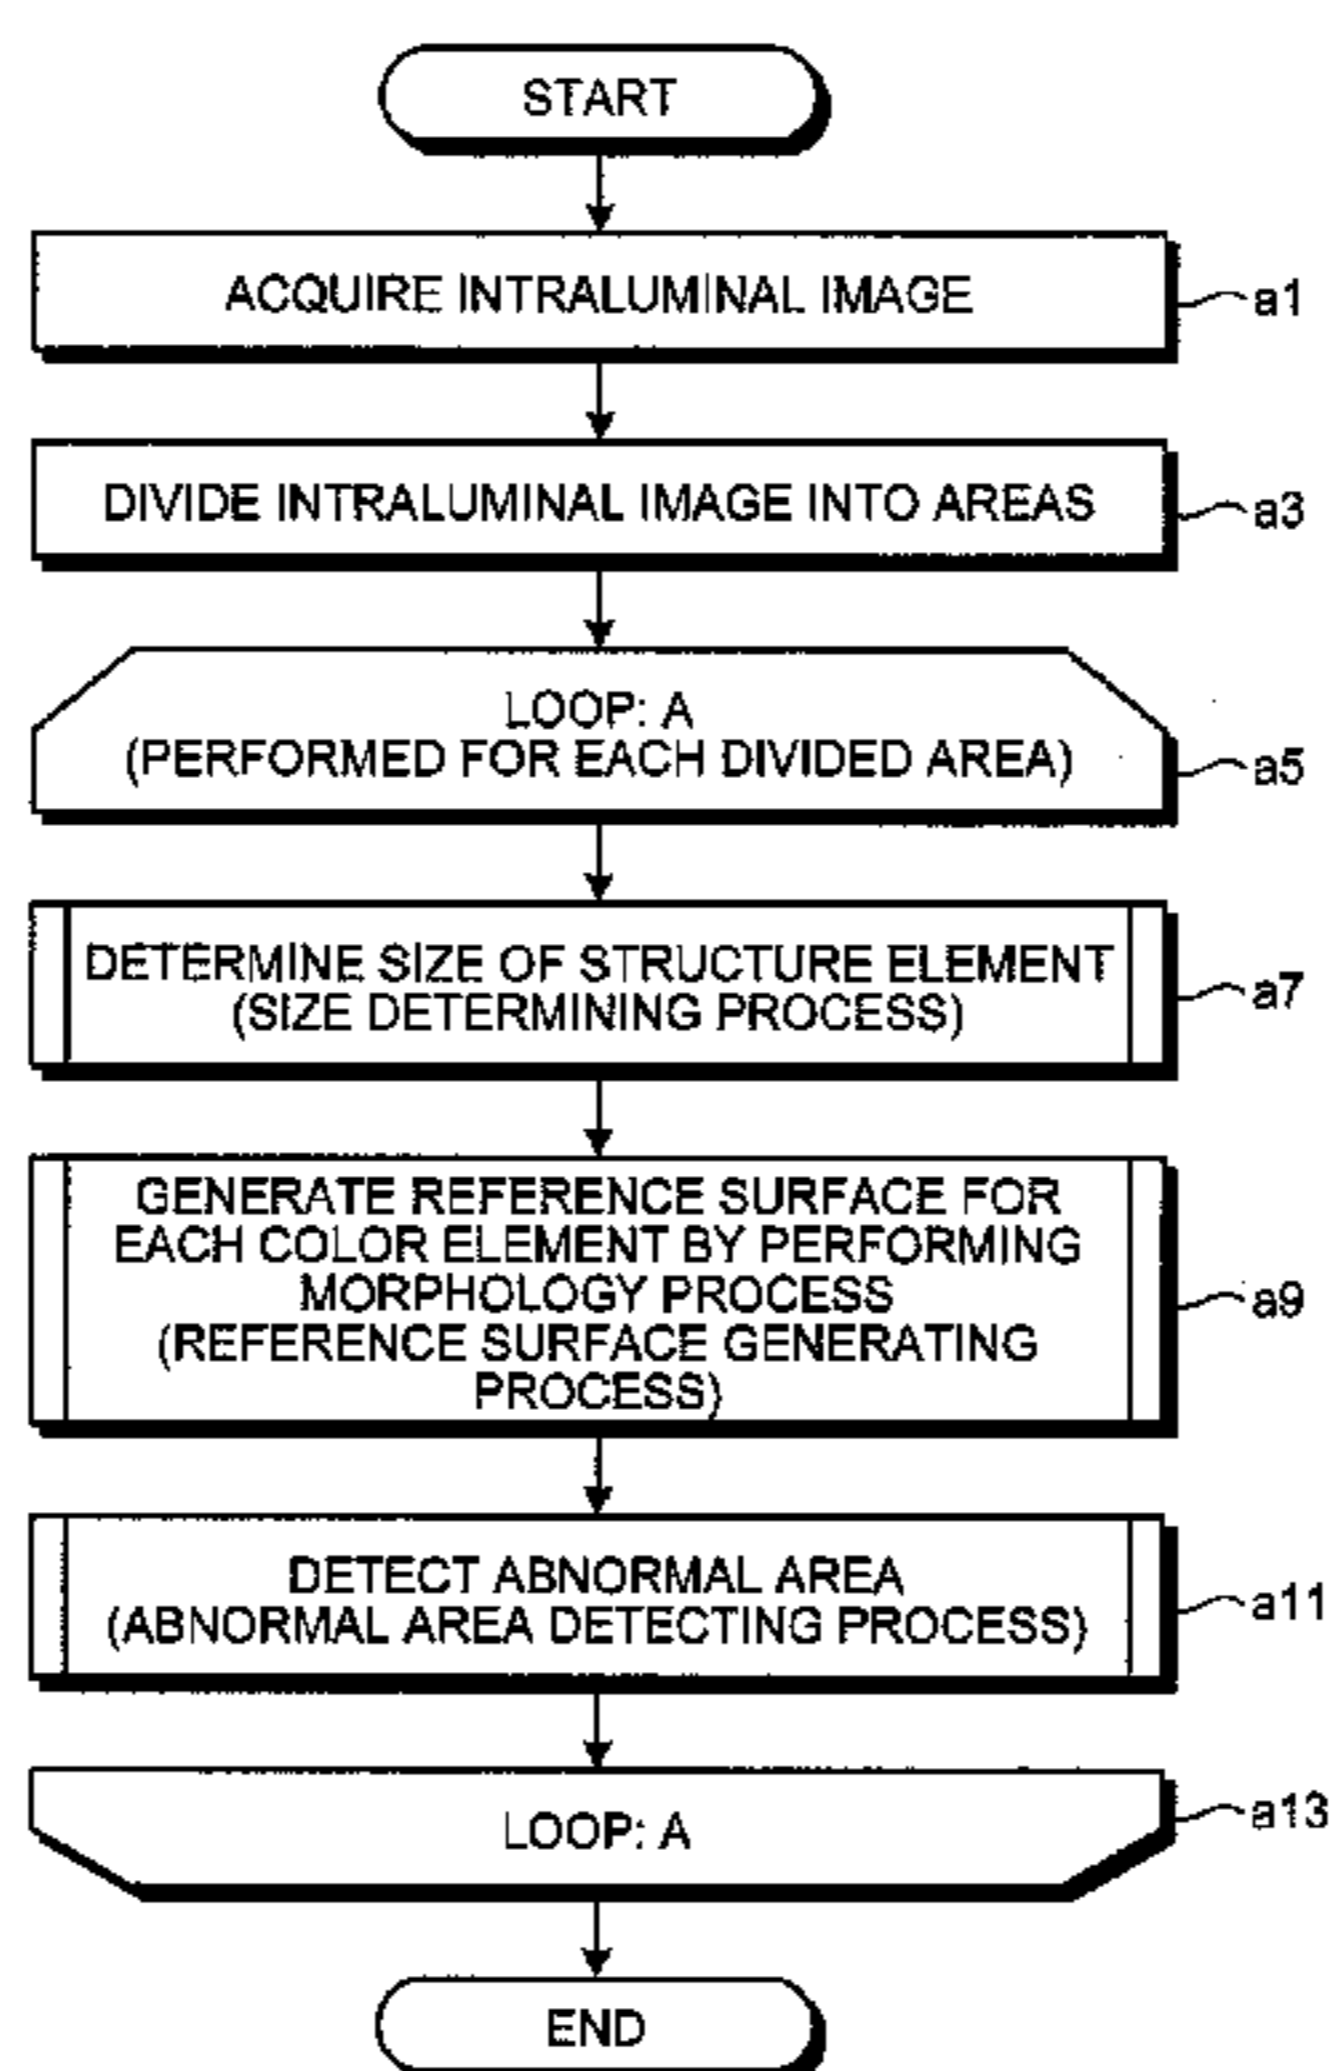 START
ACQUIRE INTRALUMINAL IMAGE
a1
DIVIDE INTRALUMINAL IMAGE INTO AREAS
a3
LOOP: A
(PERFORMED FOR EACH DIVIDED AREA)
a5
DETERMINE SIZE OF STRUCTURE ELEMENT
(SIZE DETERMINING PROCESS)
a7
GENERATE REFERENCE SURFACE FOR
EACH COLOR ELEMENT BY PERFORMING
MORPHOLOGY PROCESS
(REFERENCE SURFACE GENERATING
PROCESS)
a9
DETECT ABNORMAL AREA
(ABNORMAL AREA DETECTING PROCESS)
a11
LOOP: A
a13
END